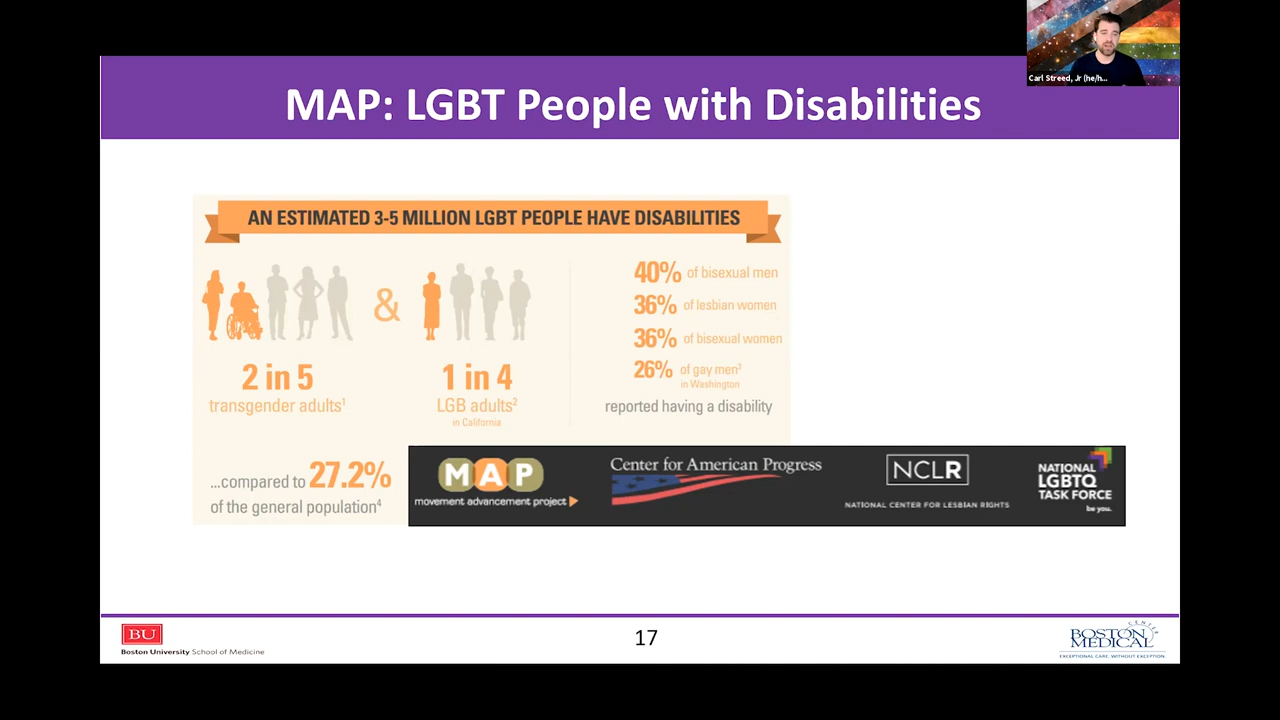 Carl Streed, Jr (he/h...
MAP: LGBT People with Disabilities
AN ESTIMATED 3-5 MILLION LGBT PEOPLE HAVE DISABILITIES
&
2 in 5
transgender adults¹
1 in 4
LGB adults²
in California
40% of bisexual men
36% of lesbian women
36% of bisexual women
26% of gay men³
in Washington
reported having a disability
...compared to 27.2%
of the general population⁴
MAP
movement advancement project
Center for American Progress
NCLR
NATIONAL CENTER FOR LESBIAN RIGHTS
NATIONAL
LGBTQ
TASK FORCE
be you.
BU
Boston University School of Medicine
17
BOSTON
MEDICAL
CENTER
EXCEPTIONAL CARE. WITHOUT EXCEPTION.